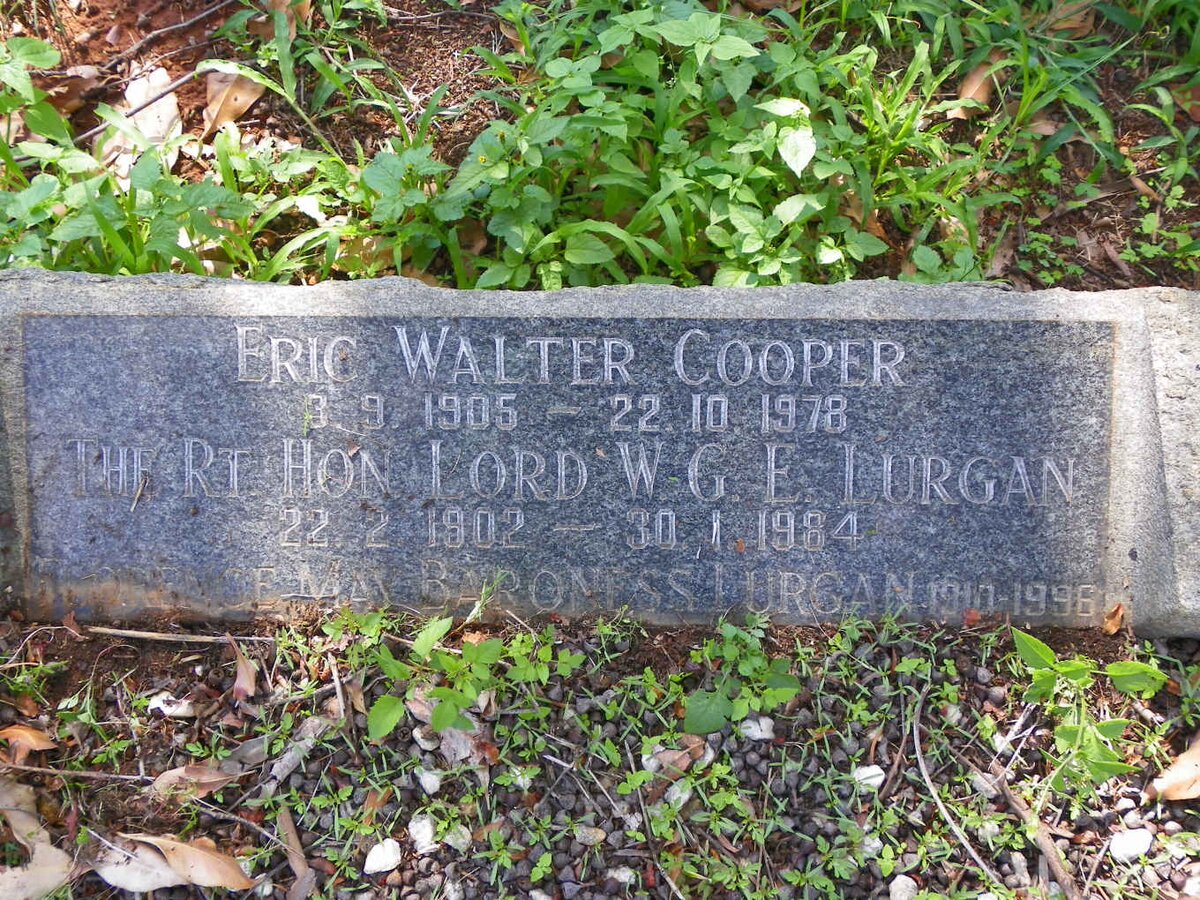 ERIC WALTER COOPER
3.9.1905 – 22.10.1978
THE RT. HON. LORD W.G.E. LURGAN
22.2.1902 – 30.1.1984
FLORENCE MAY BARONESS LURGAN 1910-1996